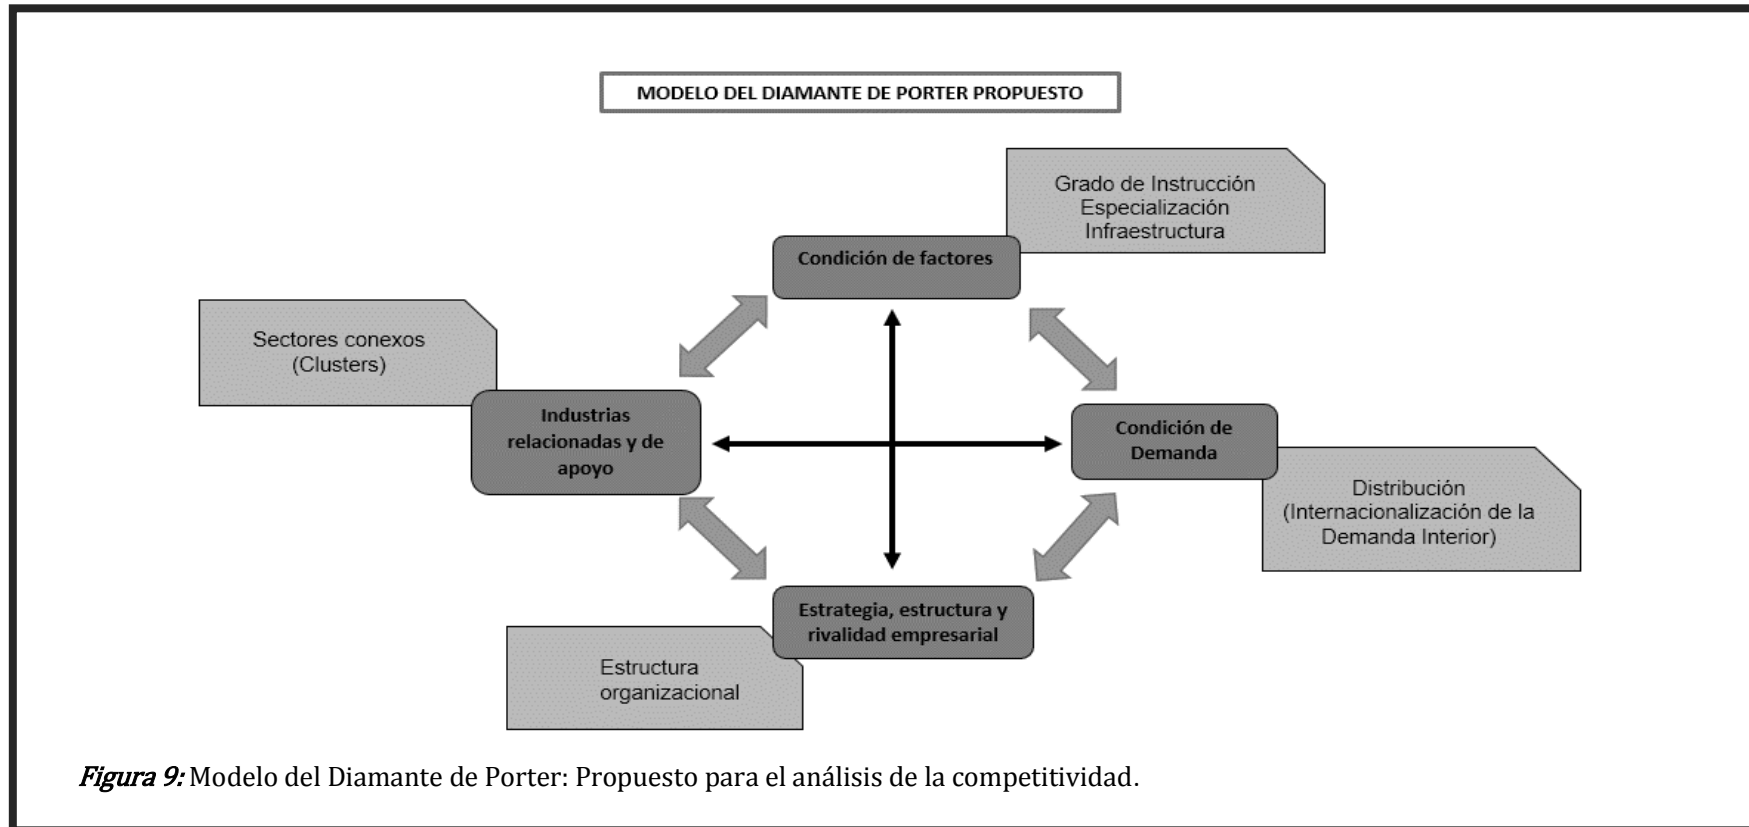 MODELO DEL DIAMANTE DE PORTER PROPUESTO
Grado de Instrucción
Especialización
Infraestructura
Condición de factores
Sectores conexos
(Clusters)
Industrias
relacionadas y de
apoyo
Condición de
Demanda
Distribución
(Internacionalización de la
Demanda Interior)
Estrategia, estructura y
rivalidad empresarial
Estructura
organizacional
Figura 9: Modelo del Diamante de Porter: Propuesto para el análisis de la competitividad.